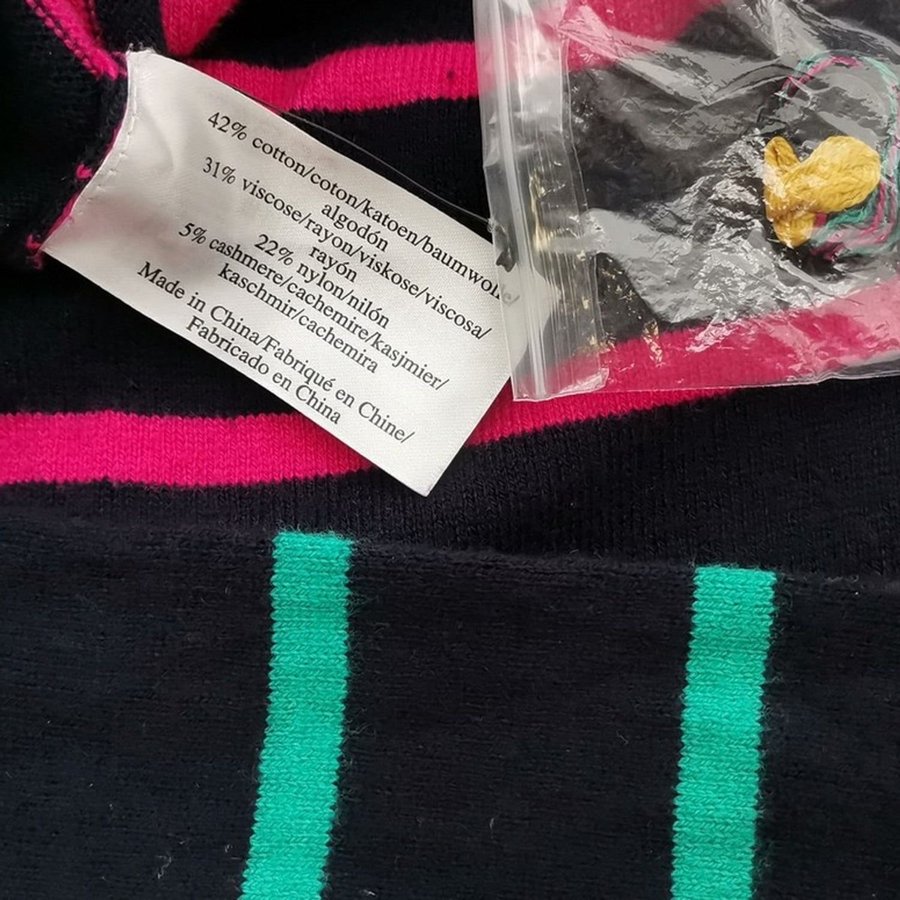 42% cotton/coton/katoen/baumwolle/
algodón
31% viscose/rayon/viskose/viscosa/
rayón
22% nylon/nilón
5% cashmere/cachemire/kasjmier/
kaschmir/cachemira
Made in China/Fabriqué en Chine/
Fabricado en China